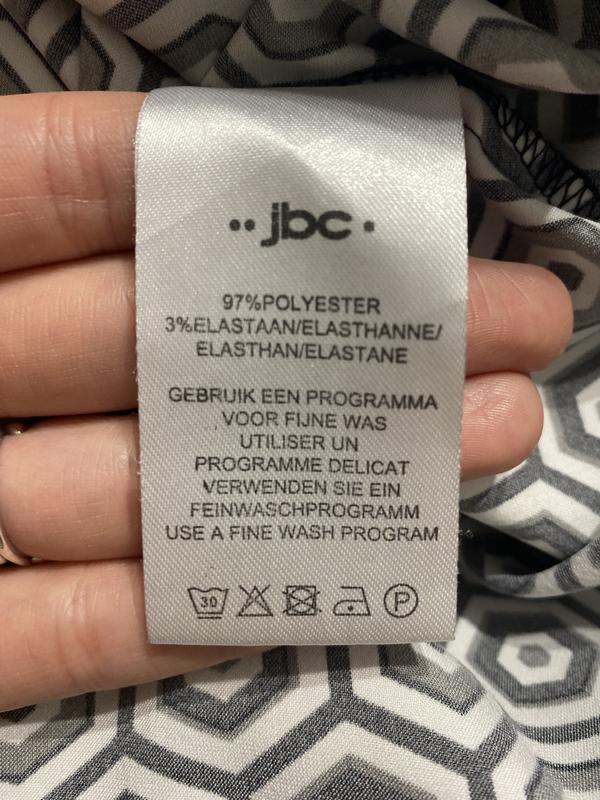 ··jbc·
97%POLYESTER
3%ELASTAAN/ELASTHANNE/
ELASTHAN/ELASTANE
GEBRUIK EEN PROGRAMMA
VOOR FIJNE WAS
UTILISER UN
PROGRAMME DELICAT
VERWENDEN SIE EIN
FEINWASCHPROGRAMM
USE A FINE WASH PROGRAM
30 P